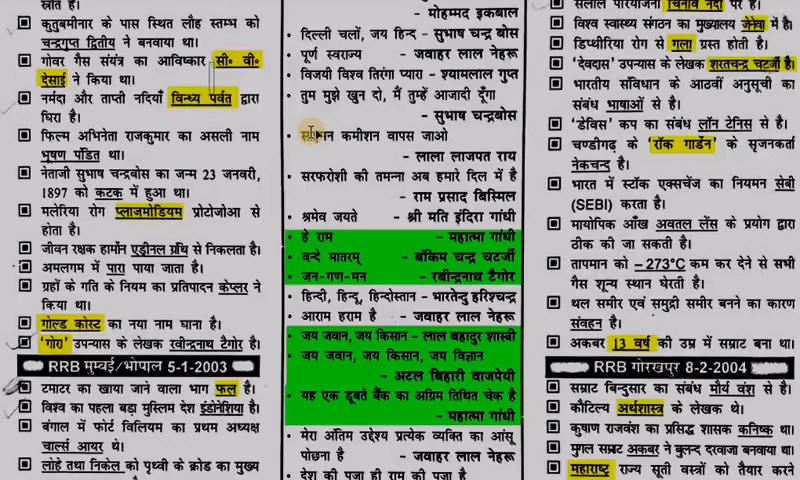 स्रोत है।
कुतुबमीनार के पास स्थित लौह स्तम्भ को
चन्द्रगुप्त द्वितीय ने बनवाया था।
गोवर गैस संयंत्र का आविष्कार सी० वी०
देसाई ने किया था।
नर्मदा और ताप्ती नदियाँ विन्ध्य पर्वत द्वारा
घिरा है।
फिल्म अभिनेता राजकुमार का असली नाम
भूषण पंडित था।
नेताजी सुभाष चन्द्रबोस का जन्म 23 जनवरी,
1897 को कटक में हुआ था।
मलेरिया रोग प्लाजमोडियम प्रोटोजोआ से
होता है।
जीवन रक्षक हार्मोन एड्रीनल ग्रंथि से निकलता है।
अमलगम में पारा पाया जाता है।
ग्रहों के गति के नियम का प्रतिपादन केप्लर ने
किया था।
गोल्ड कोस्ट का नया नाम घाना है।
'गोरा' उपन्यास के लेखक रवीन्द्रनाथ टैगोर है।
RRB मुम्बई/भोपाल 5-1-2003
टमाटर का खाया जाने वाला भाग फल है।
विश्व का पहला बड़ा मुस्लिम देश इंडोनेशिया है।
बंगाल में फोर्ट विलियम का प्रथम अध्यक्ष
चार्ल्स आयर थे।
लोहे तथा निकेल को पृथ्वी के क्रोड का मुख्य
- मोहम्मद इकबाल
• दिल्ली चलों, जय हिन्द - सुभाष चन्द्र बोस
• पूर्ण स्वराज्य - जवाहर लाल नेहरू
• विजयी विश्व तिरंगा प्यारा - श्यामलाल गुप्त
• तुम मुझे खुन दो, मैं तुम्हें आजादी दूँगा
- सुभाष चन्द्रबोस
• कमीशन वापस जाओ
- लाला लाजपत राय
• सरफरोशी की तमन्ना अब हमारे दिल में है
- राम प्रसाद बिस्मिल
• श्रमेव जयते - श्री मति इंदिरा गांधी
• हे राम - महात्मा गांधी
• वन्दे मातरम् - बंकिम चन्द्र चटर्जी
• जन-गण-मन - रबीन्द्रनाथ टैगोर
• हिन्दी, हिन्दू, हिन्दोस्तान - भारतेन्दु हरिश्चन्द्र
• आराम हराम है - जवाहर लाल नेहरू
• जय जवान, जय किसान - लाल बहादुर शास्त्री
• जय जवान, जय किसान, जय विज्ञान
- अटल बिहारी वाजपेयी
• यह एक डूबते बैंक का अग्रिम तिथित चेक है
- महात्मा गांधी
• मेरा अंतिम उद्देश्य प्रत्येक व्यक्ति का आंसू
पोछना है - जवाहर लाल नेहरू
• देश की पूजा ही राम की पूजा है
सलाल परियोजना चिनाव नदी पर है।
विश्व स्वास्थ्य संगठन का मुख्यालय जेनेवा में है।
डिप्थीरिया रोग से गला ग्रस्त होती है।
'देवदास' उपन्यास के लेखक शरतचन्द्र चटर्जी है।
भारतीय संविधान के आठवीं अनुसूची का
संबंध भाषाओं से है।
'डेविस' कप का संबंध लॉन टेनिस से है।
चण्डीगढ़ के 'रॉक गार्डेन' के सृजनकर्ता
नेकचन्द है।
भारत में स्टॉक एक्सचेंज का नियमन सेबी
(SEBI) करता है।
मायोपिक आँख अवतल लेंस के प्रयोग द्वारा
ठीक की जा सकती है।
तापमान को – 273°C कम कर देने से सभी
गैस शून्य स्थान घेरती है।
थल समीर एवं समुद्री समीर बनने का कारण
संवहन है।
अकबर 13 वर्ष की उम्र में सम्राट बना था।
RRB गोरखपुर 8-2-2004
सम्राट बिन्दुसार का संबंध मौर्य वंश से है।
कौटिल्य अर्थशास्त्र के लेखक थे।
कुषाण राजवंश का प्रसिद्ध शासक कनिष्क था।
मुगल सम्राट अकबर ने बुलन्द दरवाजा बनवाया था।
महाराष्ट्र राज्य सूती वस्त्रों को तैयार करने